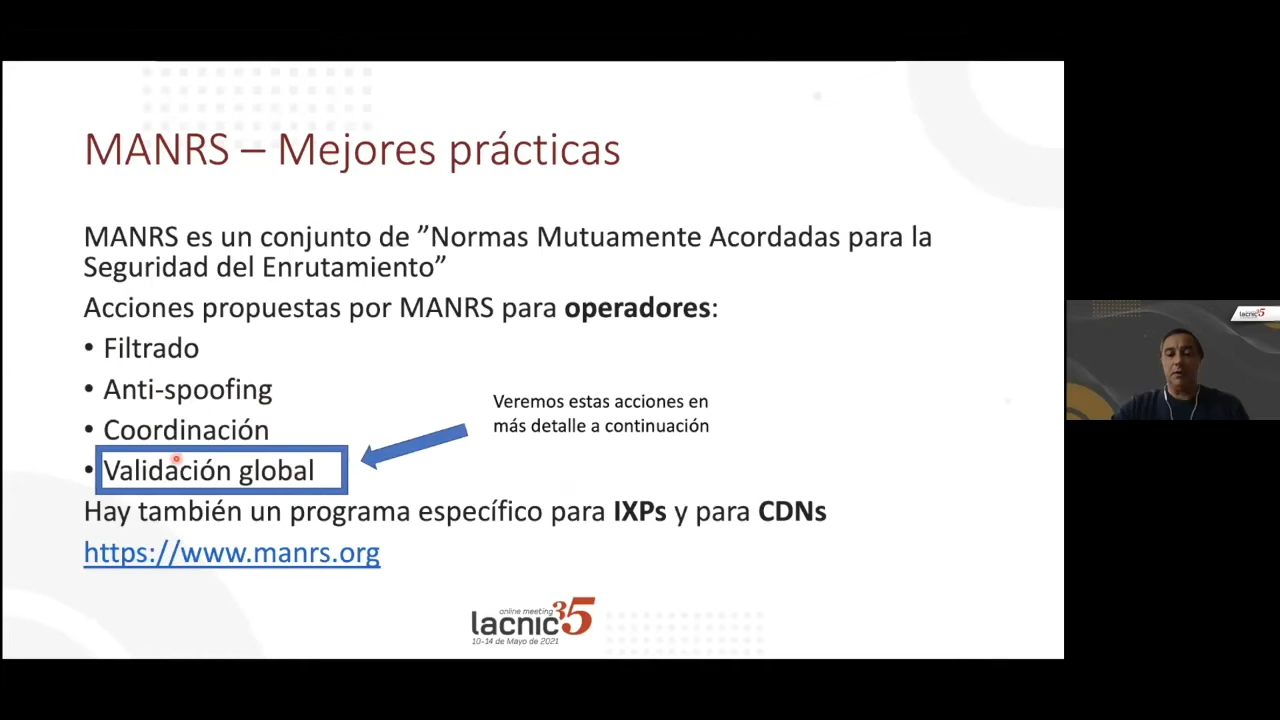 MANRS – Mejores prácticas
MANRS es un conjunto de ”Normas Mutuamente Acordadas para la
Seguridad del Enrutamiento”
Acciones propuestas por MANRS para operadores:
• Filtrado
• Anti-spoofing
• Coordinación
• Validación global
Veremos estas acciones en
más detalle a continuación
Hay también un programa específico para IXPs y para CDNs
https://www.manrs.org
online meeting
lacnic35
10-14 de Mayo de 2021
lacnic35